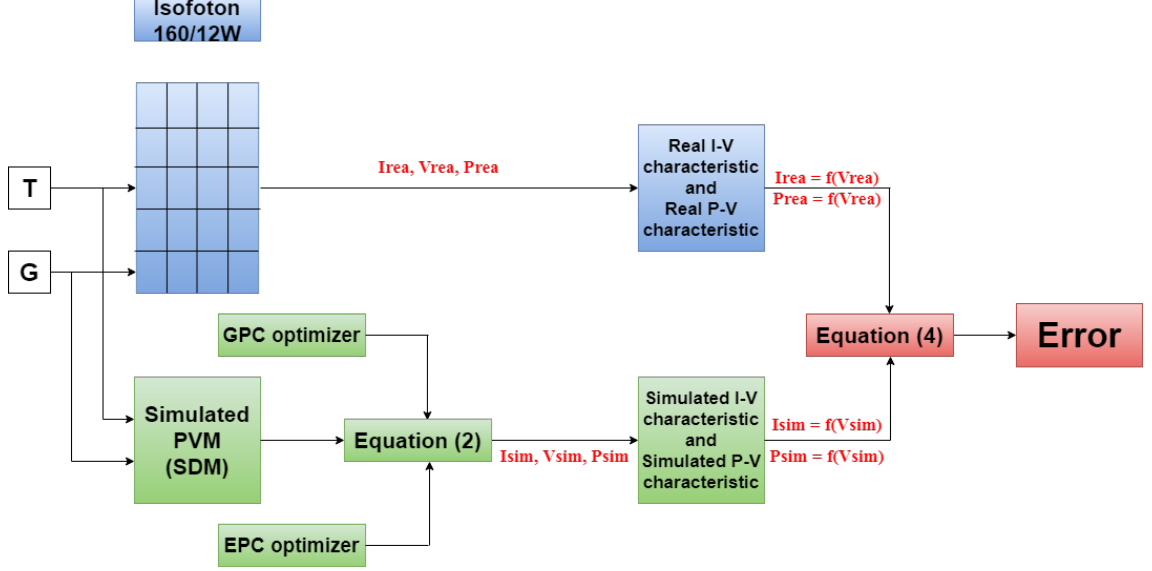 Isofoton
160/12W
T
G
Irea, Vrea, Prea
Real I-V
characteristic
and
Real P-V
characteristic
Irea = f(Vrea)
Prea = f(Vrea)
GPC optimizer
Equation (4)
Error
Simulated
PVM
(SDM)
Equation (2)
Isim, Vsim, Psim
Simulated I-V
characteristic
and
Simulated P-V
characteristic
Isim = f(Vsim)
Psim = f(Vsim)
EPC optimizer